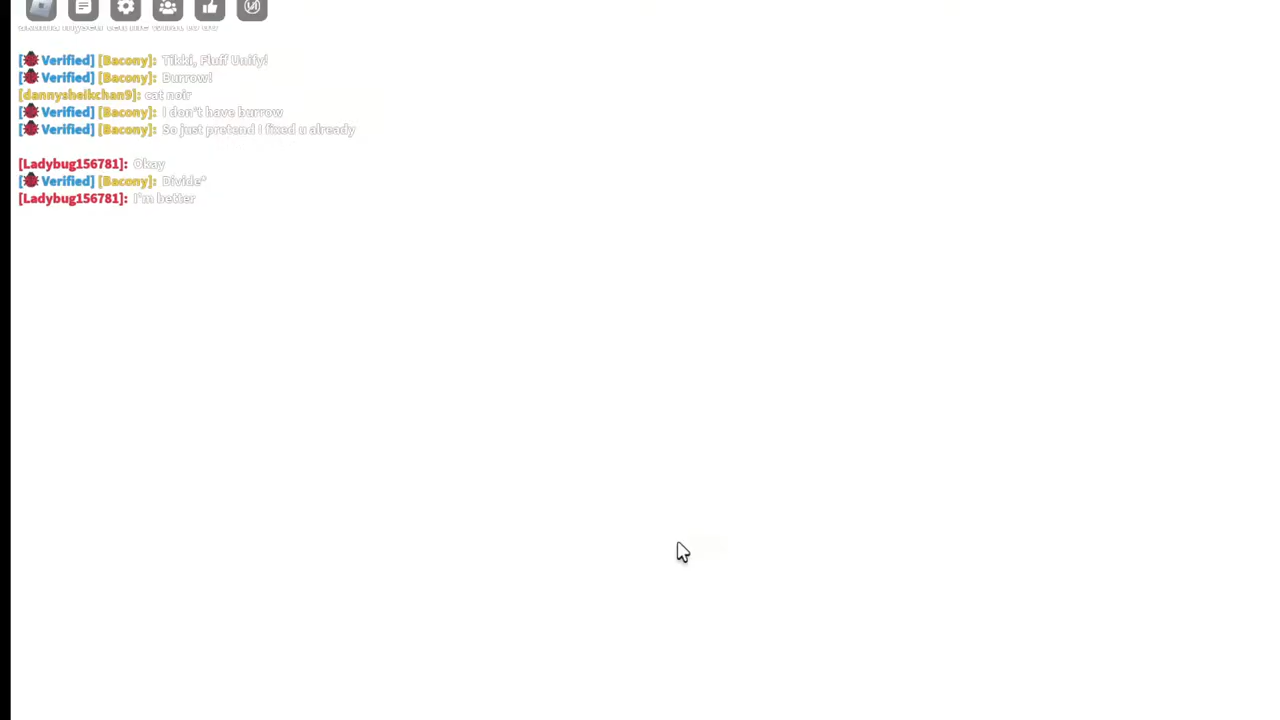 [🐞 Verified] [Bacony]: Tikki, Fluff Unify!
[🐞 Verified] [Bacony]: Burrow!
[dannysheikchan9]: cat noir
[🐞 Verified] [Bacony]: I don't have burrow
[🐞 Verified] [Bacony]: So just pretend I fixed u already
[Ladybug156781]: Okay
[🐞 Verified] [Bacony]: Divide*
[Ladybug156781]: I'm better